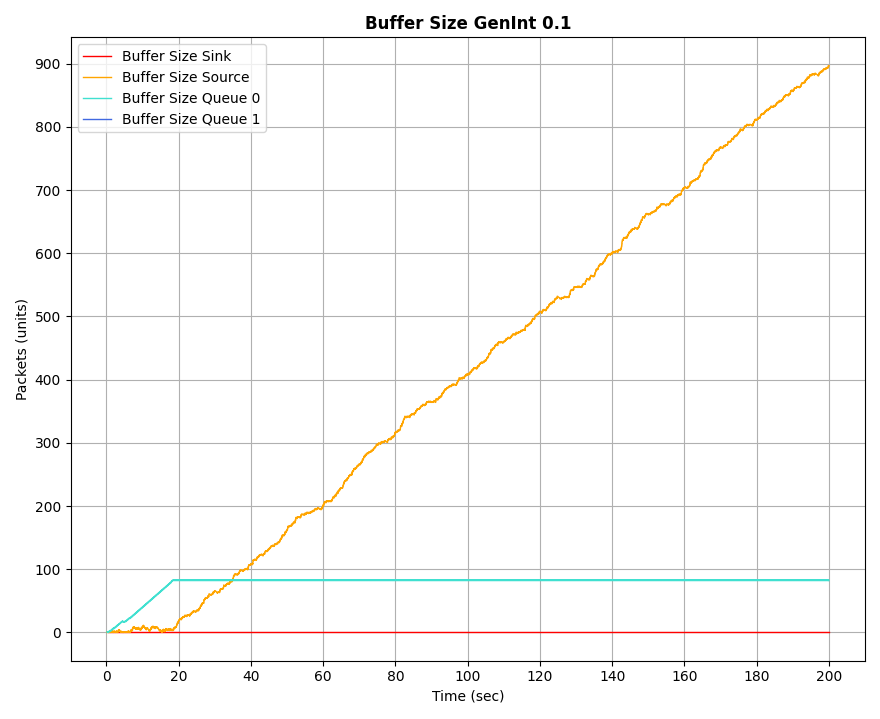 Buffer Size GenInt 0.1
Buffer Size Sink
Buffer Size Source
Buffer Size Queue 0
Buffer Size Queue 1
900
800
700
600
500
400
300
200
100
0
Packets (units)
0 20 40 60 80 100 120 140 160 180 200
Time (sec)